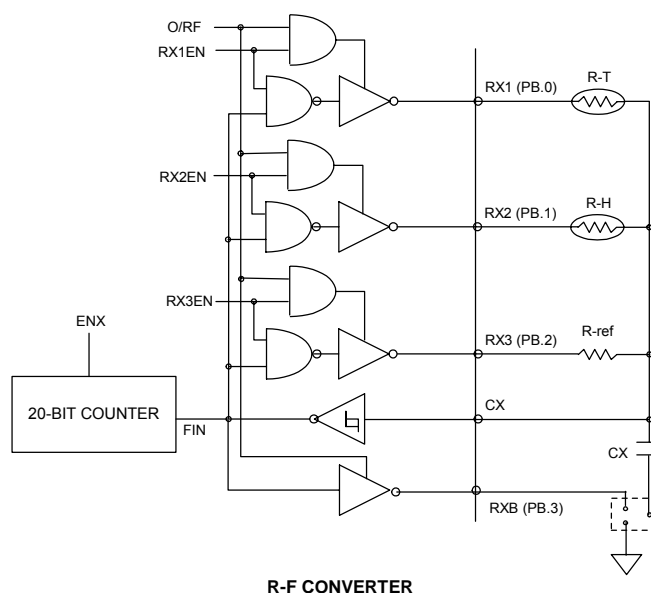 O/RF
RX1EN
RX1 (PB.0)
R-T
RX2EN
RX2 (PB.1)
R-H
RX3EN
RX3 (PB.2)
R-ref
ENX
20-BIT COUNTER
FIN
CX
CX
RXB (PB.3)
R-F CONVERTER